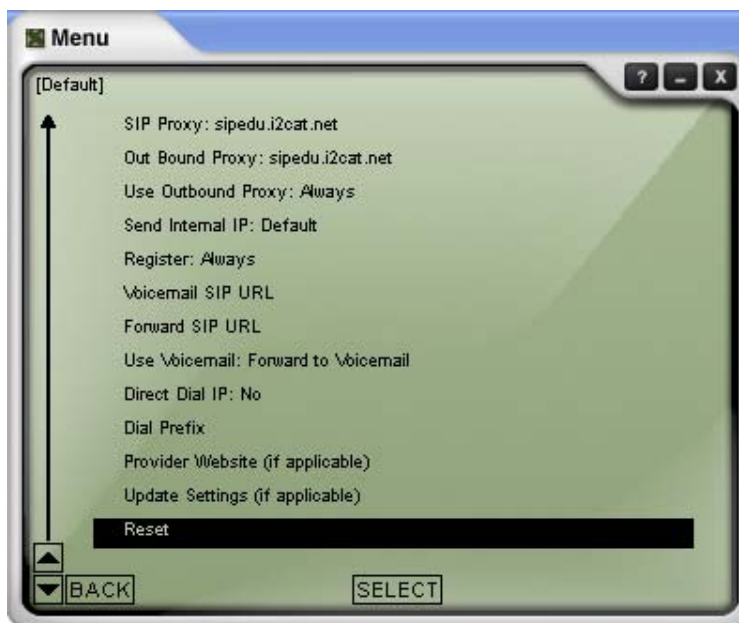 Menu
? - X
[Default]
SIP Proxy: sipedu.i2cat.net
Out Bound Proxy: sipedu.i2cat.net
Use Outbound Proxy: Always
Send Internal IP: Default
Register: Always
Voicemail SIP URL
Forward SIP URL
Use Voicemail: Forward to Voicemail
Direct Dial IP: No
Dial Prefix
Provider Website (if applicable)
Update Settings (if applicable)
Reset
BACK SELECT